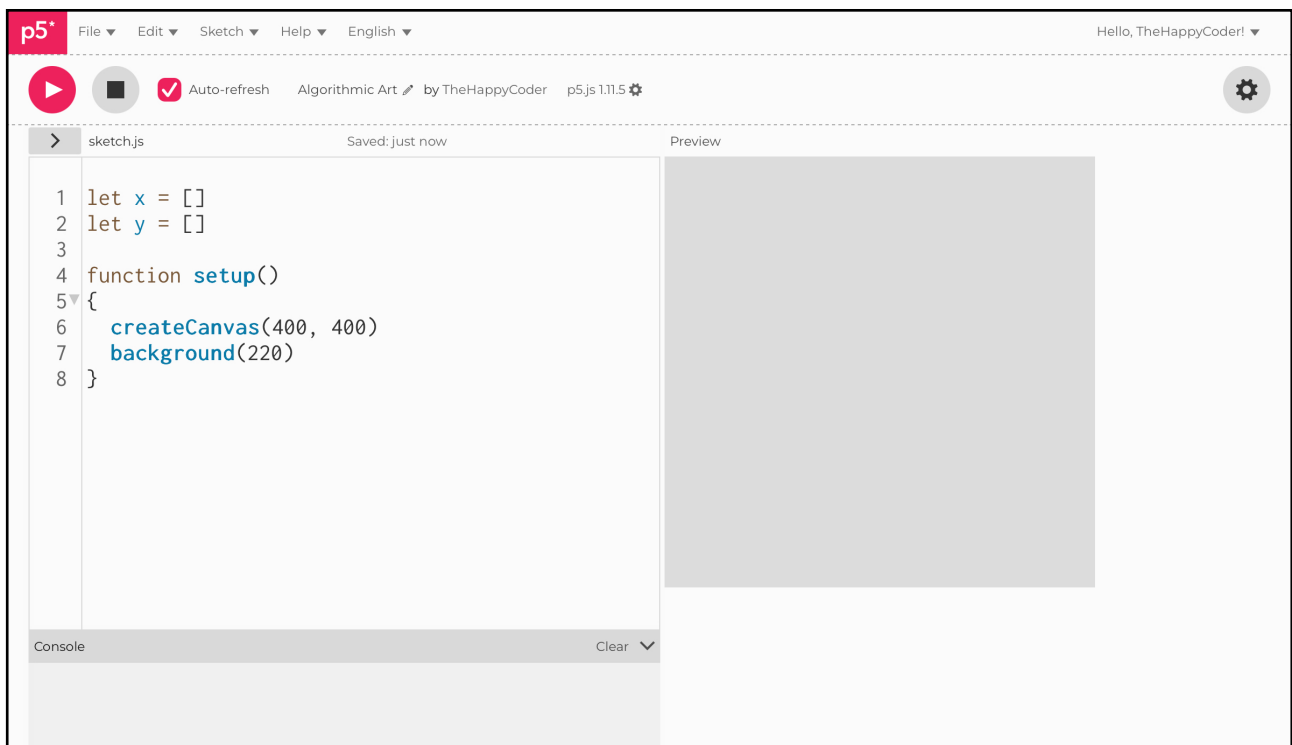 p5* File Edit Sketch Help English Hello, TheHappyCoder!
Auto-refresh Algorithmic Art by TheHappyCoder p5.js 1.11.5
sketch.js Saved: just now Preview
1 let x = []
2 let y = []
3
4 function setup()
5 {
6 createCanvas(400, 400)
7 background(220)
8 }
Console Clear